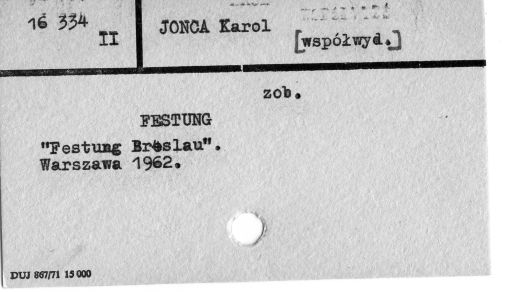 16 334
II
JONCA Karol
[współwyd.]
zob.
FESTUNG
"Festung Breslau".
Warszawa 1962.
DUJ 867/71 15 000